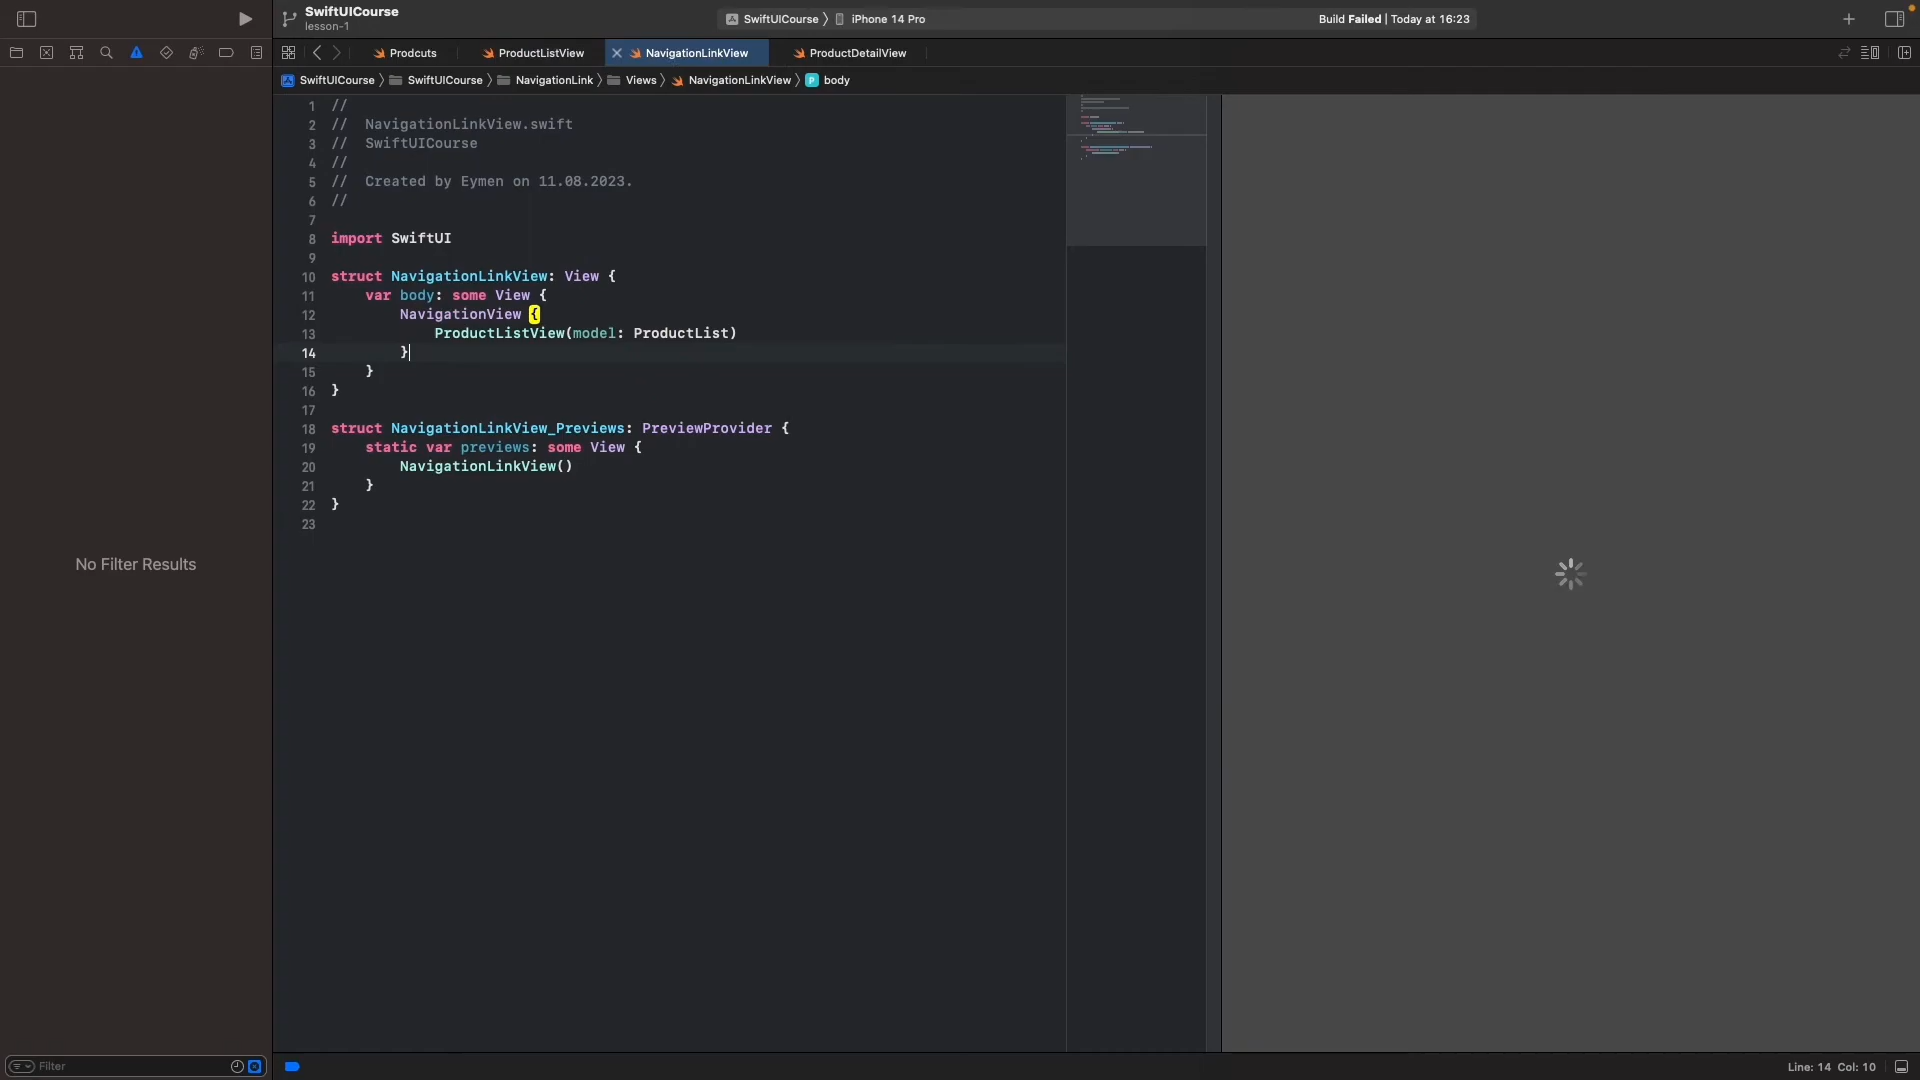 SwiftUICourse
lesson-1
SwiftUICourse 〉 iPhone 14 Pro
Build Failed | Today at 16:23
Prodcuts
ProductListView
NavigationLinkView
ProductDetailView
SwiftUICourse 〉 SwiftUICourse 〉 NavigationLink 〉 Views 〉 NavigationLinkView 〉 P body
1 //
2 //  NavigationLinkView.swift
3 //  SwiftUICourse
4 //
5 //  Created by Eymen on 11.08.2023.
6 //
7
8 import SwiftUI
9
10 struct NavigationLinkView: View {
11     var body: some View {
12         NavigationView {
13             ProductListView(model: ProductList)
14         }
15     }
16 }
17
18 struct NavigationLinkView_Previews: PreviewProvider {
19     static var previews: some View {
20         NavigationLinkView()
21     }
22 }
23
No Filter Results
Filter
Line: 14 Col: 10